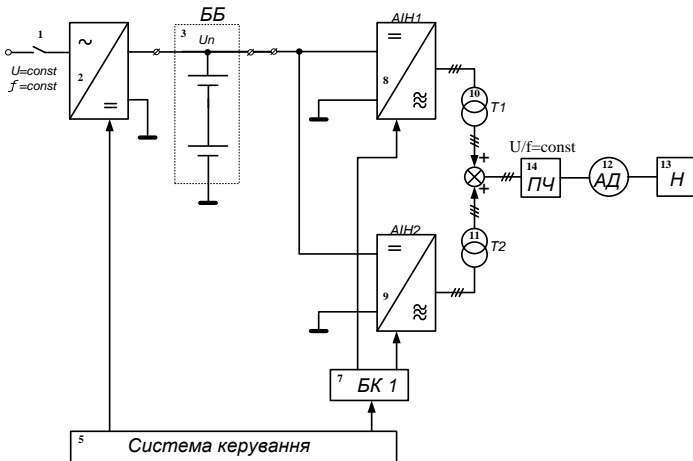 ББ
АІН1
1
3
Uп
U=const
f=const
~
2
=
=
8
≈
10
T1
+
U/f=const
14
ПЧ
12
АД
13
Н
+
АІН2
=
11
T2
9
≈
7
БК 1
5
Система керування